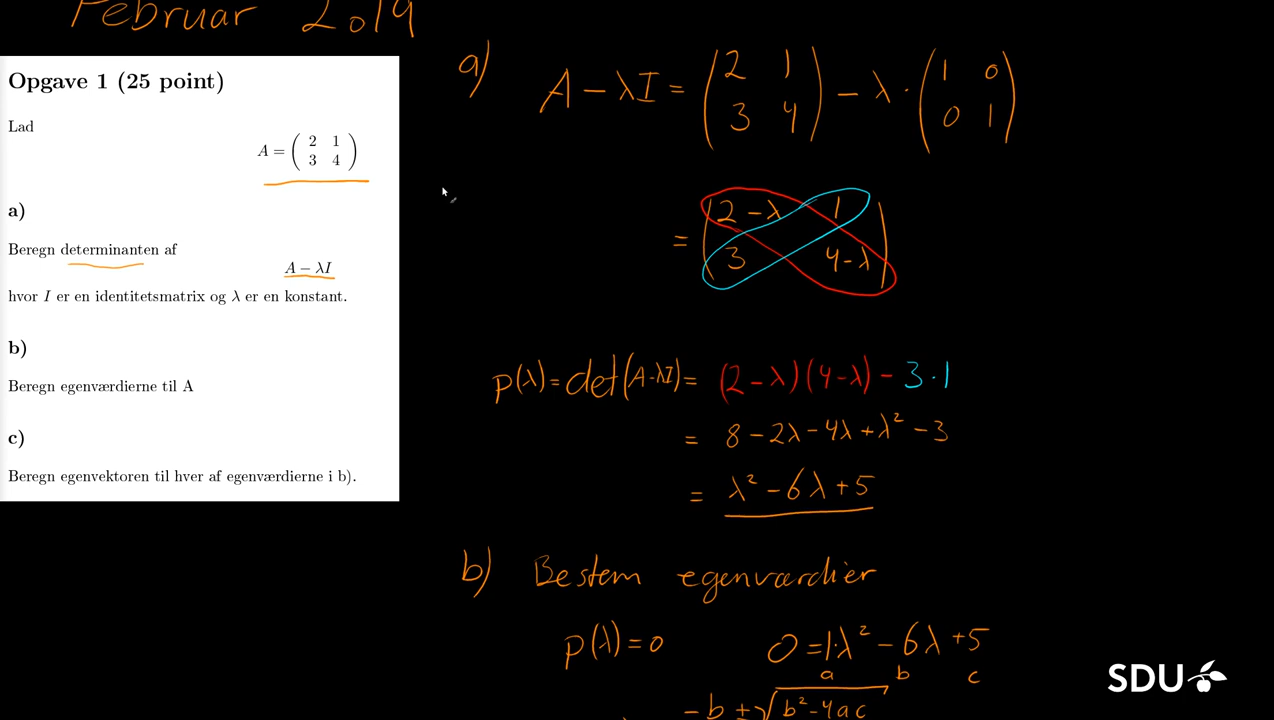 Februar 2019
Opgave 1 (25 point)
Lad
A = ( 2 1
3 4 )
a)
Beregn determinanten af
A − λI
hvor I er en identitetsmatrix og λ er en konstant.
b)
Beregn egenværdierne til A
c)
Beregn egenvektoren til hver af egenværdierne i b).
a) A − λI = ( 2 1
3 4 ) − λ · ( 1 0
0 1 )
= | 2 − λ 1
3 4 − λ |
p(λ) = det(A − λI) = (2 − λ)(4 − λ) − 3 · 1
= 8 − 2λ − 4λ + λ² − 3
= λ² − 6λ + 5
b) Bestem egenværdier
p(λ) = 0 0 = 1·λ² − 6λ + 5
a b c
−b ± √b² − 4ac
SDU